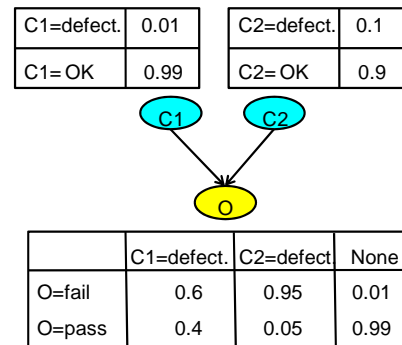 C1=defect. 0.01 C2=defect. 0.1
C1=OK 0.99 C2=OK 0.9
C1 C2
O
C1=defect. C2=defect. None
O=fail 0.6 0.95 0.01
O=pass 0.4 0.05 0.99